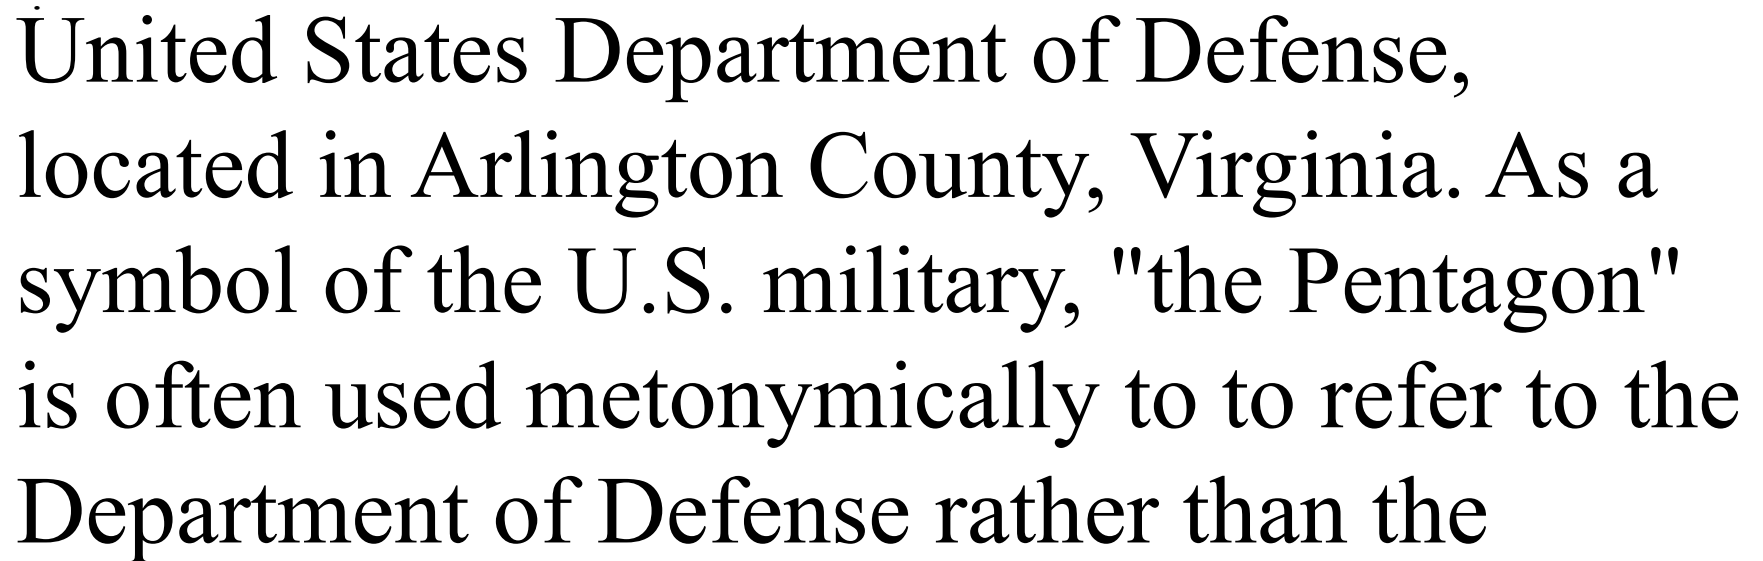 United States Department of Defense,
located in Arlington County, Virginia. As a
symbol of the U.S. military, "the Pentagon"
is often used metonymically to to refer to the
Department of Defense rather than the